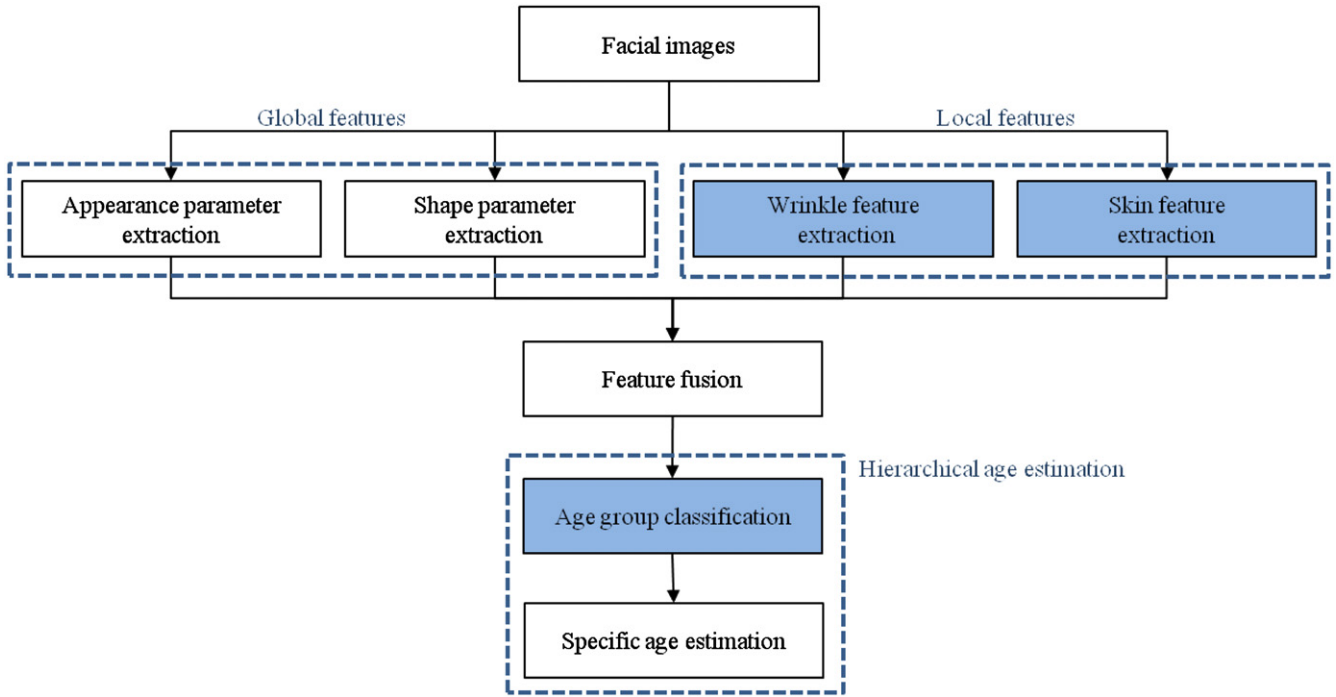 Facial images
Global features
Local features
Appearance parameter
extraction
Shape parameter
extraction
Wrinkle feature
extraction
Skin feature
extraction
Feature fusion
Hierarchical age estimation
Age group classification
Specific age estimation